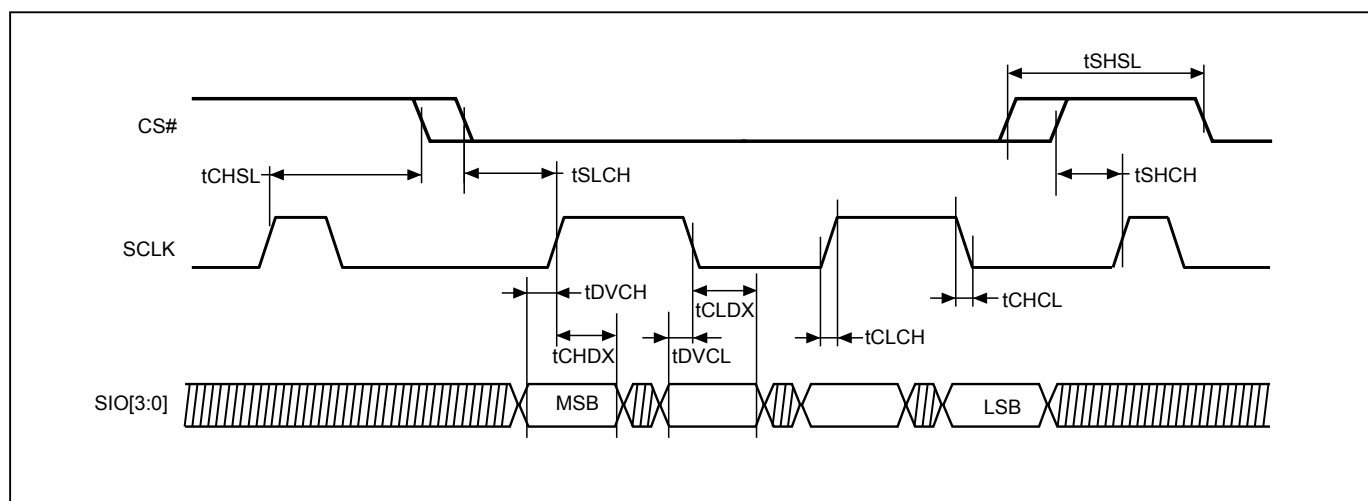 tSHSL
CS#
tCHSL
tSLCH
tSHCH
SCLK
tDVCH
tCLDX
tCHCL
tCHDX
tDVCL
tCLCH
SIO[3:0]
MSB
LSB